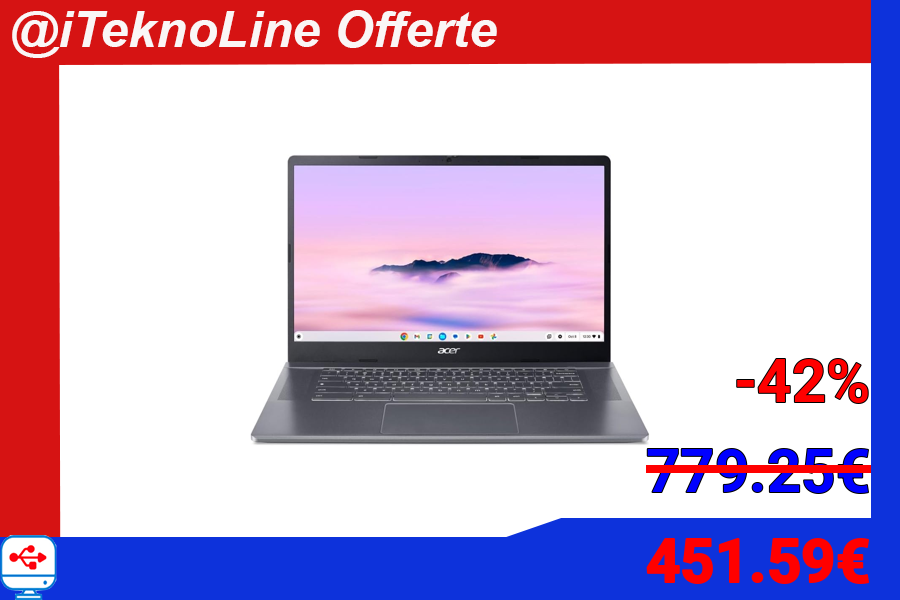 @iTeknoLine Offerte
acer
-42%
779.25€
451.59€